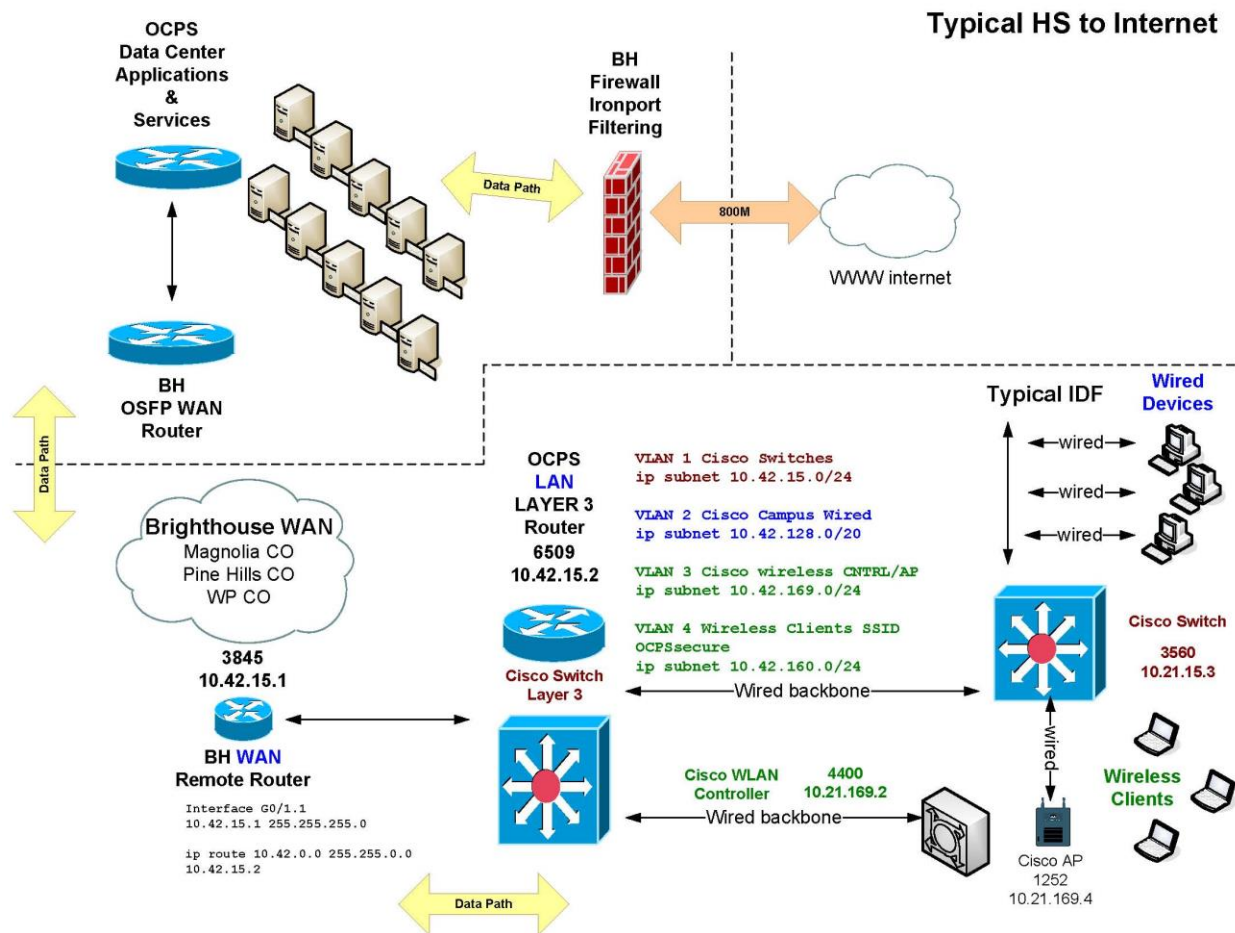 Typical HS to Internet
OCPS
Data Center
Applications
&
Services
BH
Firewall
Ironport
Filtering
Data Path
800M
WWW internet
BH
OSFP WAN
Router
Data Path
Typical IDF
Wired
Devices
wired
wired
wired
OCPS
LAN
LAYER 3
Router
6509
10.42.15.2
VLAN 1 Cisco Switches
ip subnet 10.42.15.0/24
VLAN 2 Cisco Campus Wired
ip subnet 10.42.128.0/20
VLAN 3 Cisco wireless CNTRL/AP
ip subnet 10.42.169.0/24
VLAN 4 Wireless Clients SSID
OCPSsecure
ip subnet 10.42.160.0/24
Brighthouse WAN
Magnolia CO
Pine Hills CO
WP CO
3845
10.42.15.1
BH WAN
Remote Router
Interface G0/1.1
10.42.15.1 255.255.255.0
ip route 10.42.0.0 255.255.0.0
10.42.15.2
Cisco Switch
Layer 3
Wired backbone
Cisco Switch
3560
10.21.15.3
wired
Cisco WLAN
Controller
4400
10.21.169.2
Wired backbone
Wireless
Clients
Cisco AP
1252
10.21.169.4
Data Path